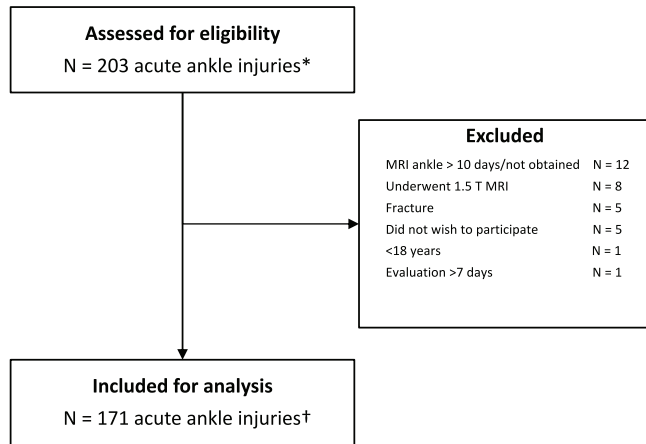 Assessed for eligibility
N = 203 acute ankle injuries*
Excluded
MRI ankle > 10 days/not obtained N = 12
Underwent 1.5 T MRI N = 8
Fracture N = 5
Did not wish to participate N = 5
<18 years N = 1
Evaluation >7 days N = 1
Included for analysis
N = 171 acute ankle injuries†